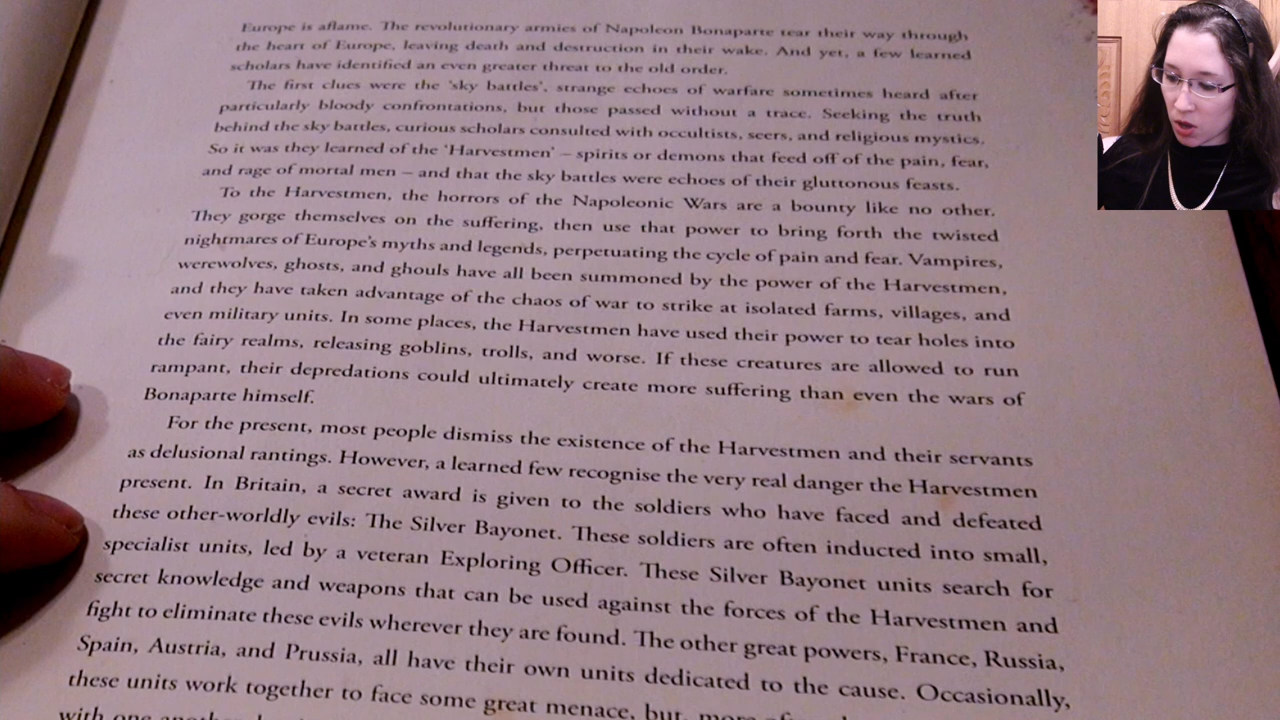 Europe is aflame. The revolutionary armies of Napoleon Bonaparte tear their way through
the heart of Europe, leaving death and destruction in their wake. And yet, a few learned
scholars have identified an even greater threat to the old order.
The first clues were the 'sky battles', strange echoes of warfare sometimes heard after
particularly bloody confrontations, but those passed without a trace. Seeking the truth
behind the sky battles, curious scholars consulted with occultists, seers, and religious mystics.
So it was they learned of the 'Harvestmen' – spirits or demons that feed off of the pain, fear,
and rage of mortal men – and that the sky battles were echoes of their gluttonous feasts.
To the Harvestmen, the horrors of the Napoleonic Wars are a bounty like no other.
They gorge themselves on the suffering, then use that power to bring forth the twisted
nightmares of Europe's myths and legends, perpetuating the cycle of pain and fear. Vampires,
werewolves, ghosts, and ghouls have all been summoned by the power of the Harvestmen,
and they have taken advantage of the chaos of war to strike at isolated farms, villages, and
even military units. In some places, the Harvestmen have used their power to tear holes into
the fairy realms, releasing goblins, trolls, and worse. If these creatures are allowed to run
rampant, their depredations could ultimately create more suffering than even the wars of
Bonaparte himself.
For the present, most people dismiss the existence of the Harvestmen and their servants
as delusional rantings. However, a learned few recognise the very real danger the Harvestmen
present. In Britain, a secret award is given to the soldiers who have faced and defeated
these other-worldly evils: The Silver Bayonet. These soldiers are often inducted into small,
specialist units, led by a veteran Exploring Officer. These Silver Bayonet units search for
secret knowledge and weapons that can be used against the forces of the Harvestmen and
fight to eliminate these evils wherever they are found. The other great powers, France, Russia,
Spain, Austria, and Prussia, all have their own units dedicated to the cause. Occasionally,
these units work together to face some great menace, but, more
with one